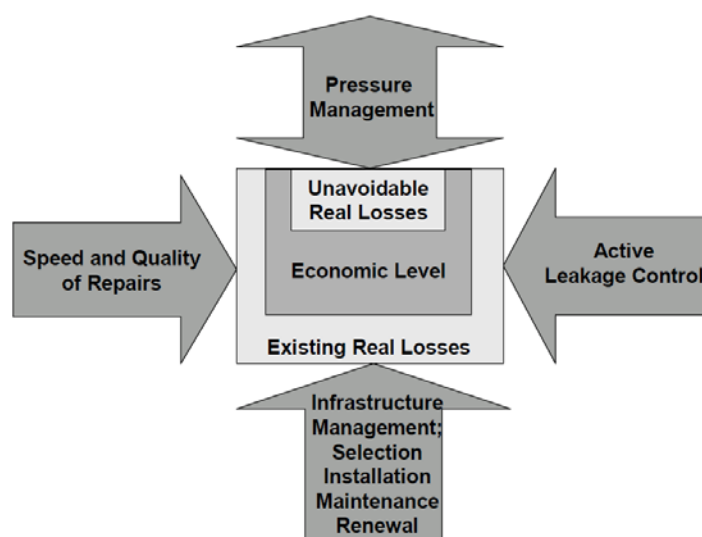 Pressure
Management
Unavoidable
Real Losses
Speed and Quality
of Repairs
Economic Level
Active
Leakage Control
Existing Real Losses
Infrastructure
Management;
Selection
Installation
Maintenance
Renewal